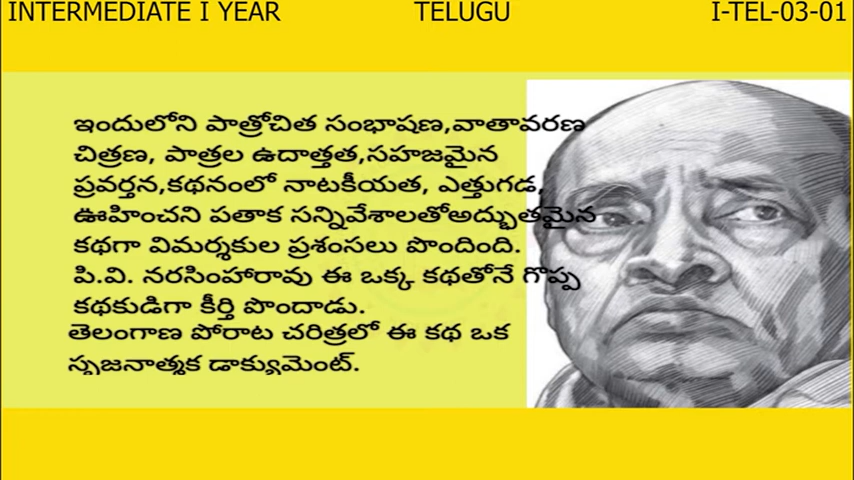 INTERMEDIATE I YEAR TELUGU I-TEL-03-01
ఇందులోని పాత్రోచిత సంభాషణ,వాతావరణ
చిత్రణ, పాత్రల ఉదాత్తత,సహజమైన
ప్రవర్తన,కథనంలో నాటకీయత, ఎత్తుగడ,
ఊహించని పతాక సన్నివేశాలతోఅద్భుతమైన
కథగా విమర్శకుల ప్రశంసలు పొందింది.
పి.వి. నరసింహారావు ఈ ఒక్క కథతోనే గొప్ప
కథకుడిగా కీర్తి పొందాడు.
తెలంగాణ పోరాట చరిత్రలో ఈ కథ ఒక
సృజనాత్మక డాక్యుమెంట్.